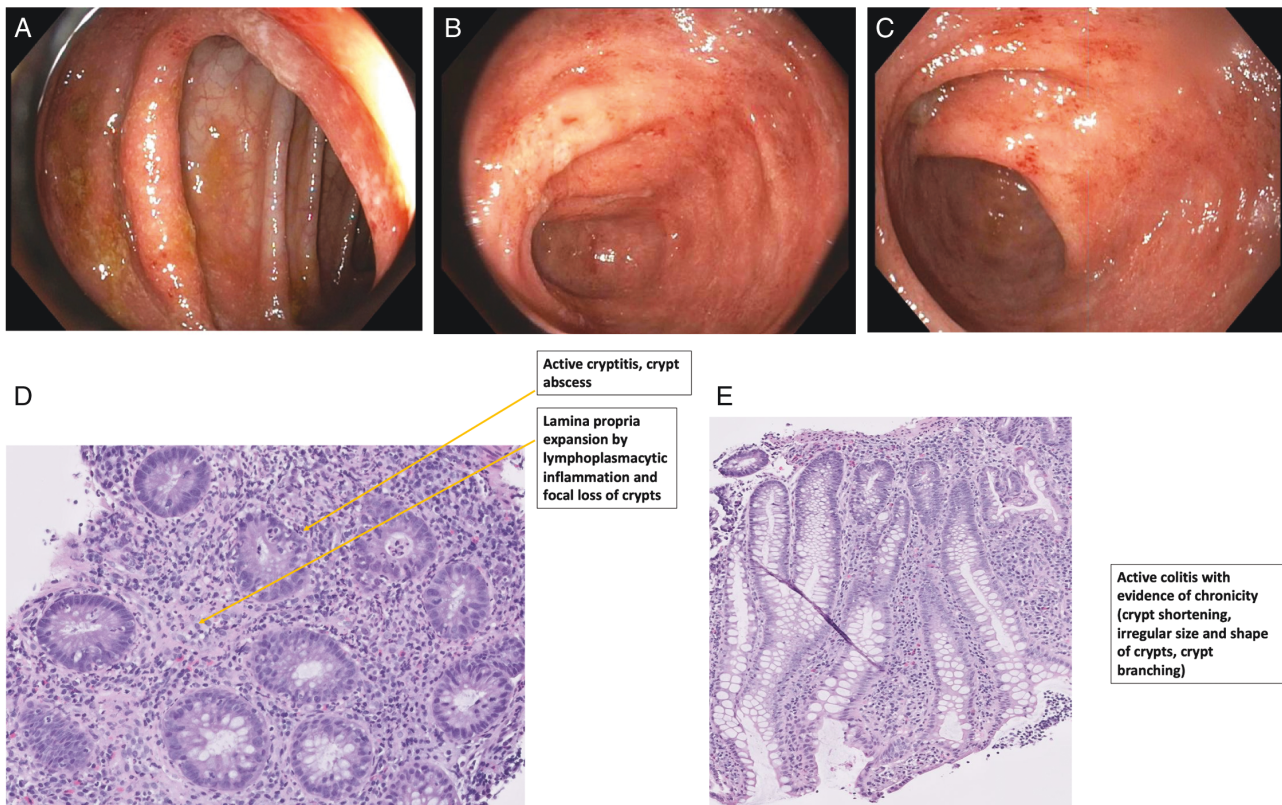 A
B
C
D
Active cryptitis, crypt
abscess
Lamina propria
expansion by
lymphoplasmacytic
inflammation and
focal loss of crypts
E
Active colitis with
evidence of chronicity
(crypt shortening,
irregular size and shape
of crypts, crypt
branching)